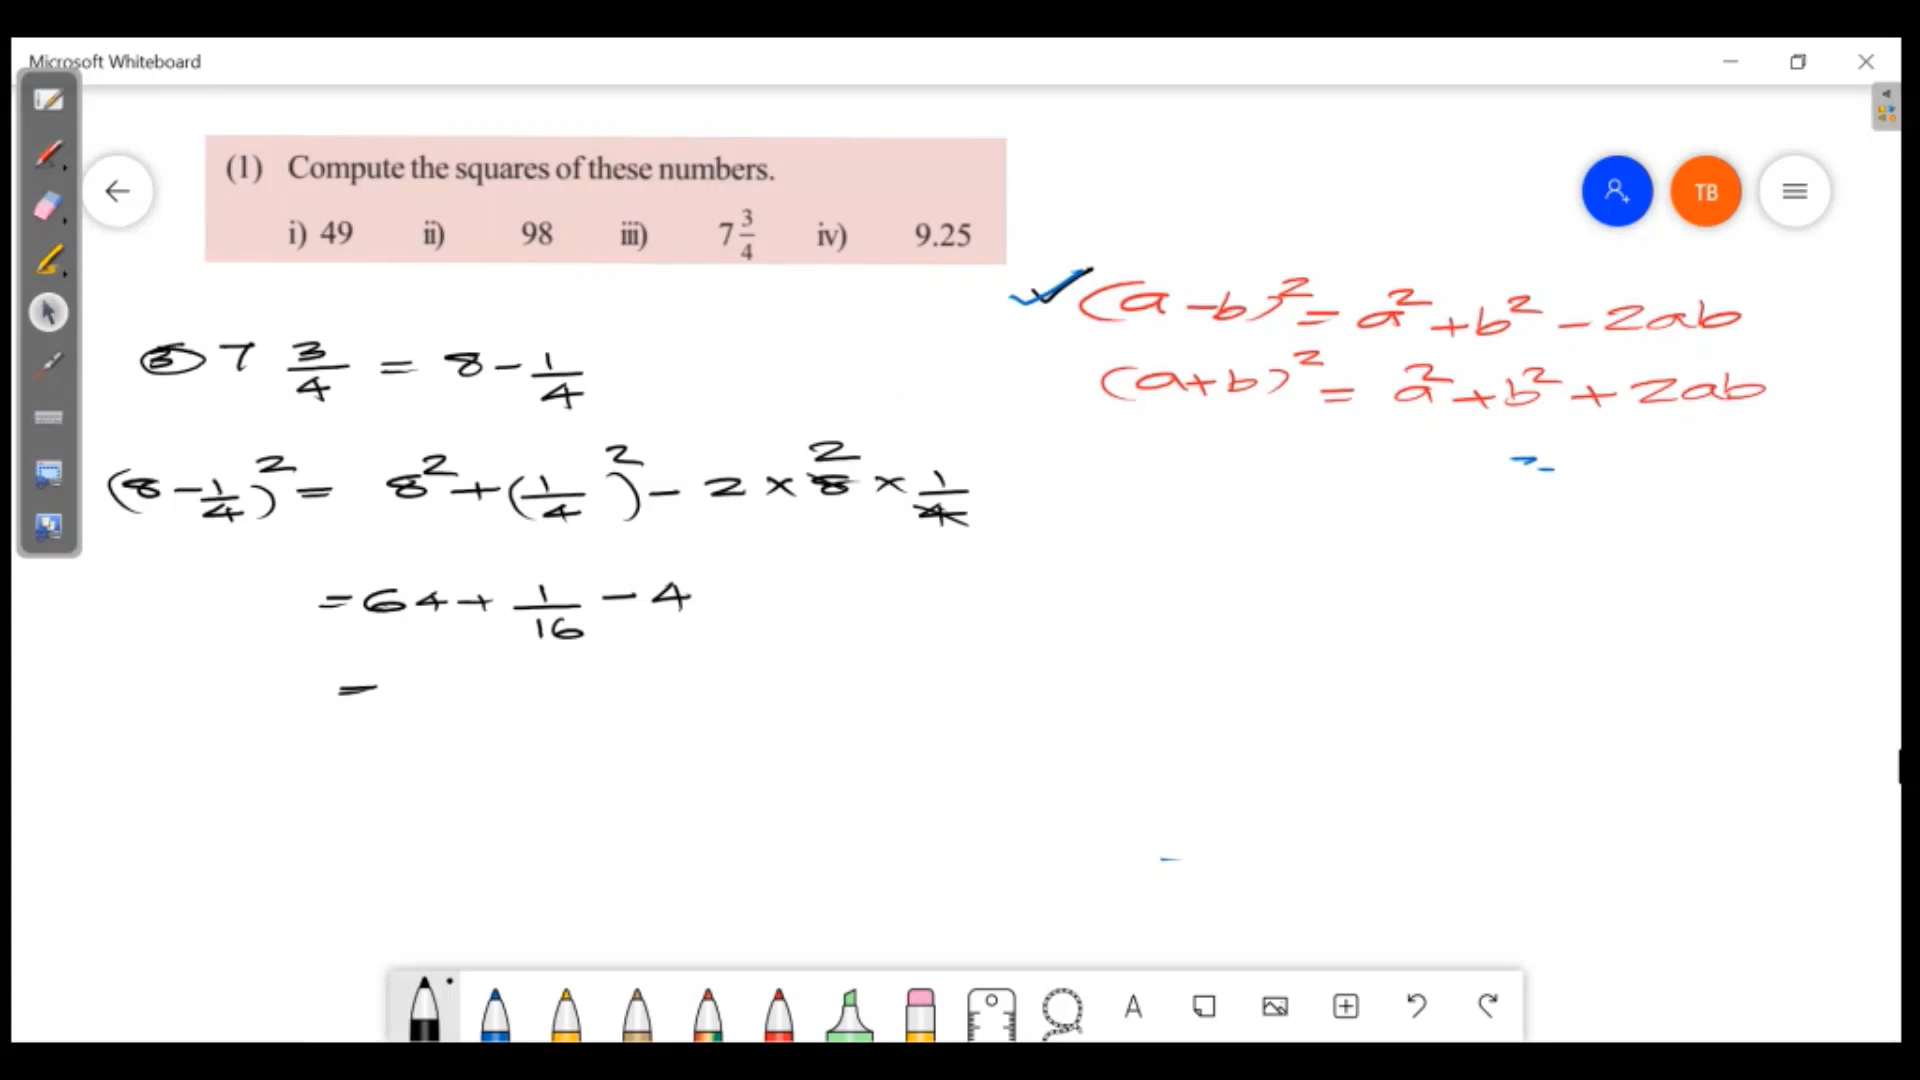 Microsoft Whiteboard
(1) Compute the squares of these numbers.
i) 49 ii) 98 iii) 7 3/4 iv) 9.25
TB
(a-b)² = a² + b² - 2ab
(a+b)² = a² + b² + 2ab
③ 7 3/4 = 8 - 1/4
(8 - 1/4)² = 8² + (1/4)² - 2 × 8 2 × 1/4
= 64 + 1/16 - 4
=
A